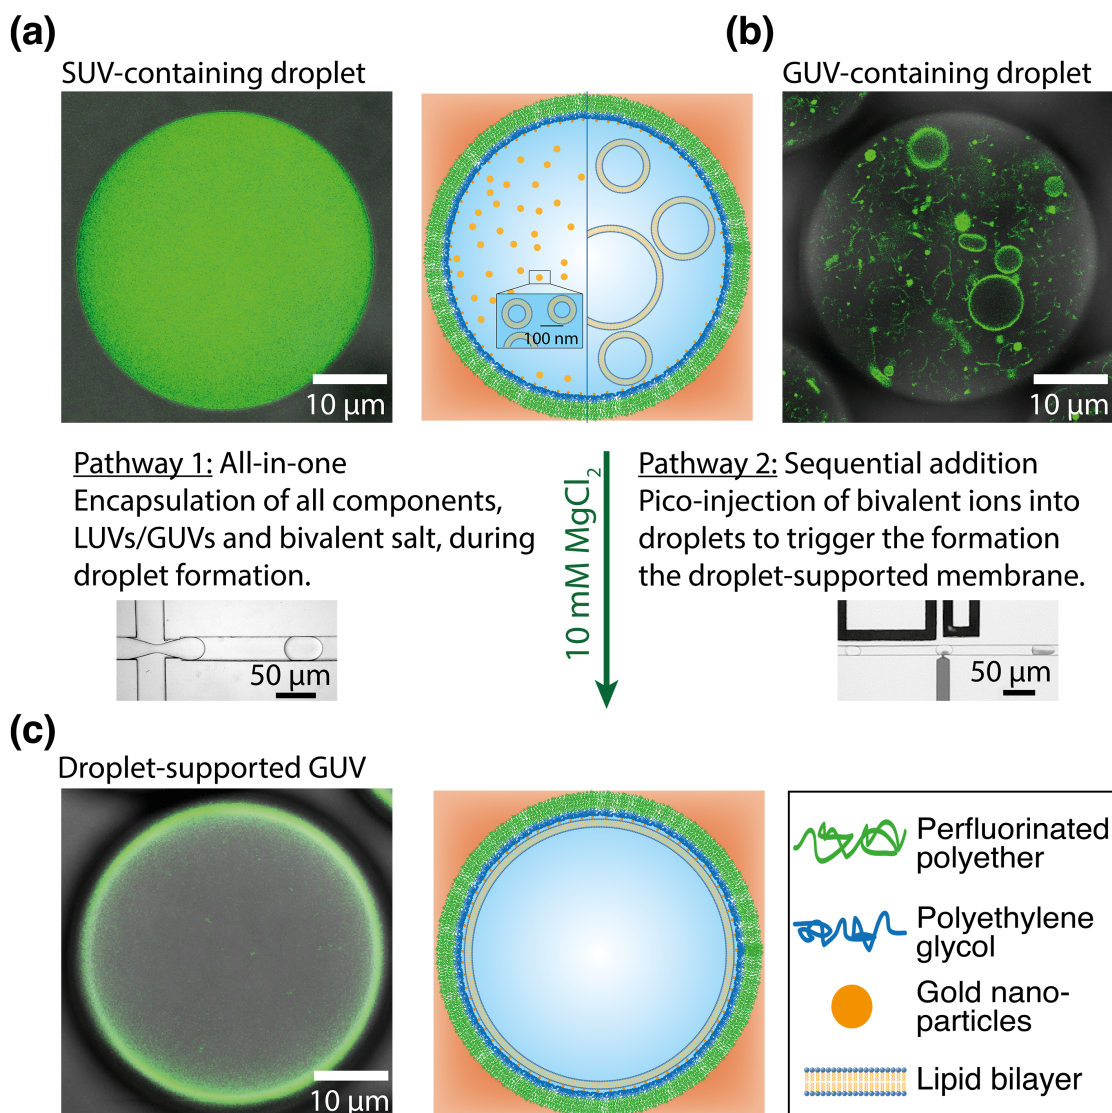 (a)
SUV-containing droplet
10 µm
100 nm
(b)
GUV-containing droplet
10 µm
Pathway 1: All-in-one
Encapsulation of all components,
LUVs/GUVs and bivalent salt, during
droplet formation.
50 µm
10 mM MgCl₂
Pathway 2: Sequential addition
Pico-injection of bivalent ions into
droplets to trigger the formation
the droplet-supported membrane.
50 µm
(c)
Droplet-supported GUV
10 µm
Perfluorinated
polyether
Polyethylene
glycol
Gold nano-
particles
Lipid bilayer